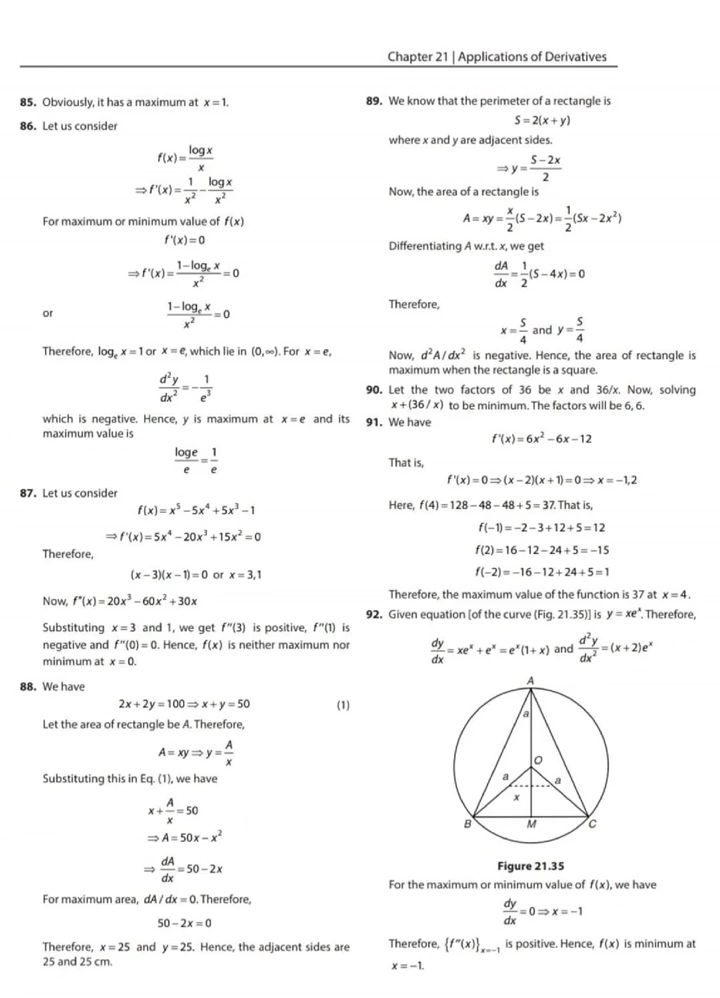 Chapter 21 | Applications of Derivatives
85. Obviously, it has a maximum at x = 1.
86. Let us consider
f(x) = log x / x
⇒ f'(x) = 1/x² − log x/x²
For maximum or minimum value of f(x)
f'(x) = 0
⇒ f'(x) = (1 − logₑ x)/x² = 0
or (1 − logₑ x)/x² = 0
Therefore, logₑ x = 1 or x = e, which lie in (0, ∞). For x = e,
d²y/dx² = −1/e³
which is negative. Hence, y is maximum at x = e and its
maximum value is
loge/e = 1/e
87. Let us consider
f(x) = x⁵ − 5x⁴ + 5x³ − 1
⇒ f'(x) = 5x⁴ − 20x³ + 15x² = 0
Therefore,
(x − 3)(x − 1) = 0 or x = 3, 1
Now, f"(x) = 20x³ − 60x² + 30x
Substituting x = 3 and 1, we get f"(3) is positive, f"(1) is
negative and f"(0) = 0. Hence, f(x) is neither maximum nor
minimum at x = 0.
88. We have
2x + 2y = 100 ⇒ x + y = 50 (1)
Let the area of rectangle be A. Therefore,
A = xy ⇒ y = A/x
Substituting this in Eq. (1), we have
x + A/x = 50
⇒ A = 50x − x²
⇒ dA/dx = 50 − 2x
For maximum area, dA/dx = 0. Therefore,
50 − 2x = 0
Therefore, x = 25 and y = 25. Hence, the adjacent sides are
25 and 25 cm.
89. We know that the perimeter of a rectangle is
S = 2(x + y)
where x and y are adjacent sides.
⇒ y = (S − 2x)/2
Now, the area of a rectangle is
A = xy = x/2 (S − 2x) = 1/2 (Sx − 2x²)
Differentiating A w.r.t. x, we get
dA/dx = 1/2 (S − 4x) = 0
Therefore,
x = S/4 and y = S/4
Now, d²A/dx² is negative. Hence, the area of rectangle is
maximum when the rectangle is a square.
90. Let the two factors of 36 be x and 36/x. Now, solving
x + (36/x) to be minimum. The factors will be 6, 6.
91. We have
f'(x) = 6x² − 6x − 12
That is,
f'(x) = 0 ⇒ (x − 2)(x + 1) = 0 ⇒ x = −1, 2
Here, f(4) = 128 − 48 − 48 + 5 = 37. That is,
f(−1) = −2 − 3 + 12 + 5 = 12
f(2) = 16 − 12 − 24 + 5 = −15
f(−2) = −16 − 12 + 24 + 5 = 1
Therefore, the maximum value of the function is 37 at x = 4.
92. Given equation [of the curve (Fig. 21.35)] is y = xeˣ. Therefore,
dy/dx = xeˣ + eˣ = eˣ(1 + x) and d²y/dx² = (x + 2)eˣ
A
a
O
a a
x
B M C
Figure 21.35
For the maximum or minimum value of f(x), we have
dy/dx = 0 ⇒ x = −1
Therefore, {f"(x)}ₓ₌₋₁ is positive. Hence, f(x) is minimum at
x = −1.